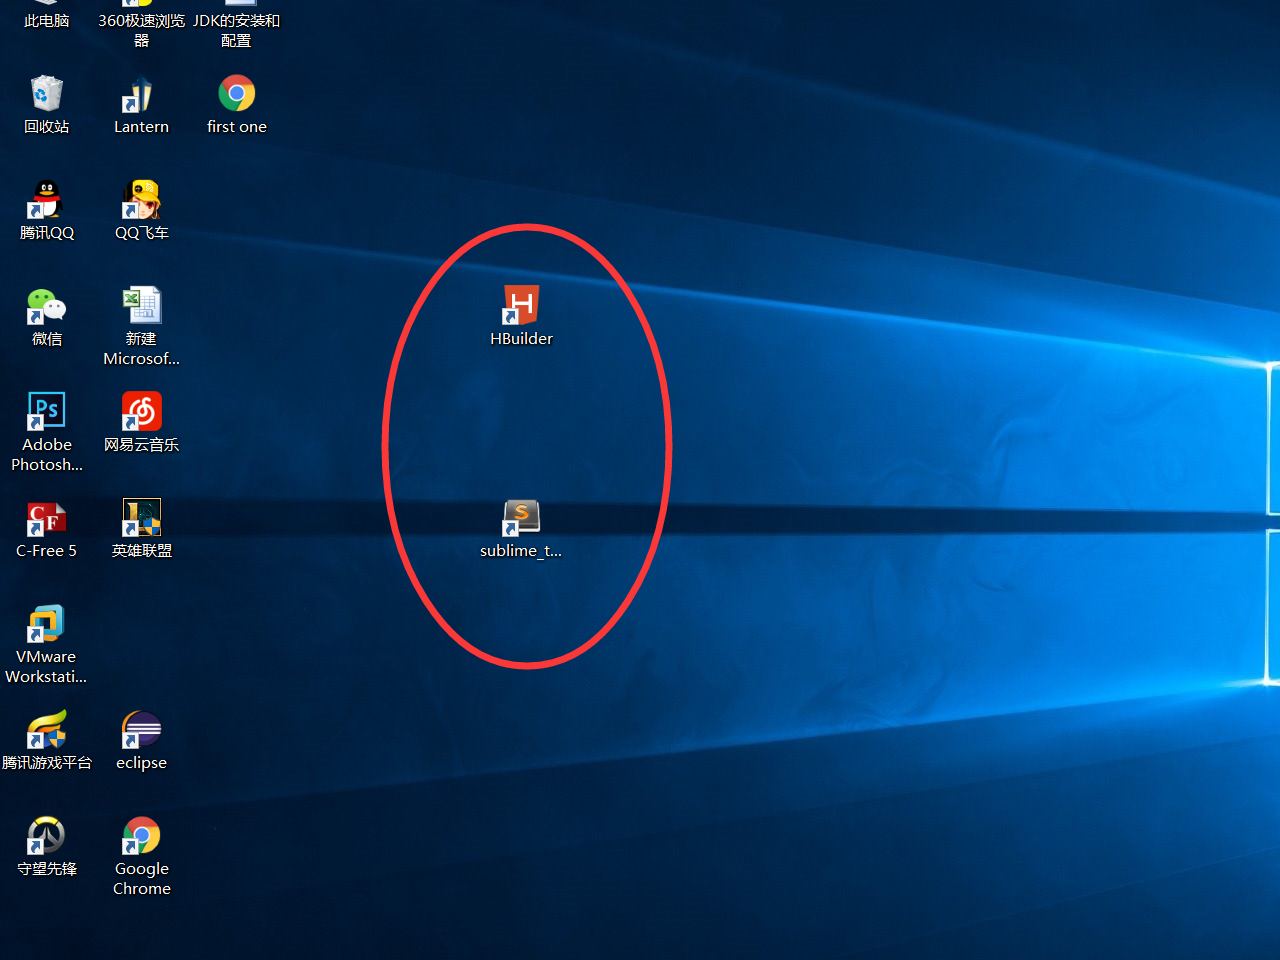 此电脑
360极速浏览
器
JDK的安装和
配置
回收站
Lantern
first one
腾讯QQ
QQ飞车
微信
新建
Microsof...
HBuilder
Adobe
Photosh...
网易云音乐
C-Free 5
英雄联盟
sublime_t...
VMware
Workstati...
腾讯游戏平台
eclipse
守望先锋
Google
Chrome